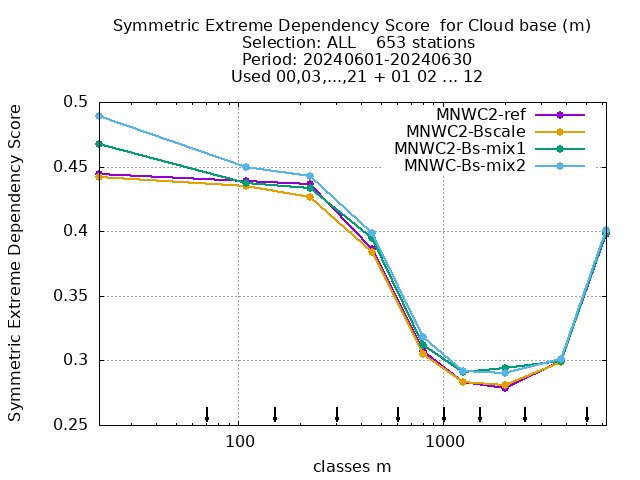 Symmetric Extreme Dependency Score  for Cloud base (m)
Selection: ALL    653 stations
Period: 20240601-20240630
Used 00,03,...,21 + 01 02 ... 12
Symmetric Extreme Dependency Score
0.5
0.45
0.4
0.35
0.3
0.25
MNWC2-ref
MNWC2-Bscale
MNWC2-Bs-mix1
MNWC-Bs-mix2
100
1000
classes m